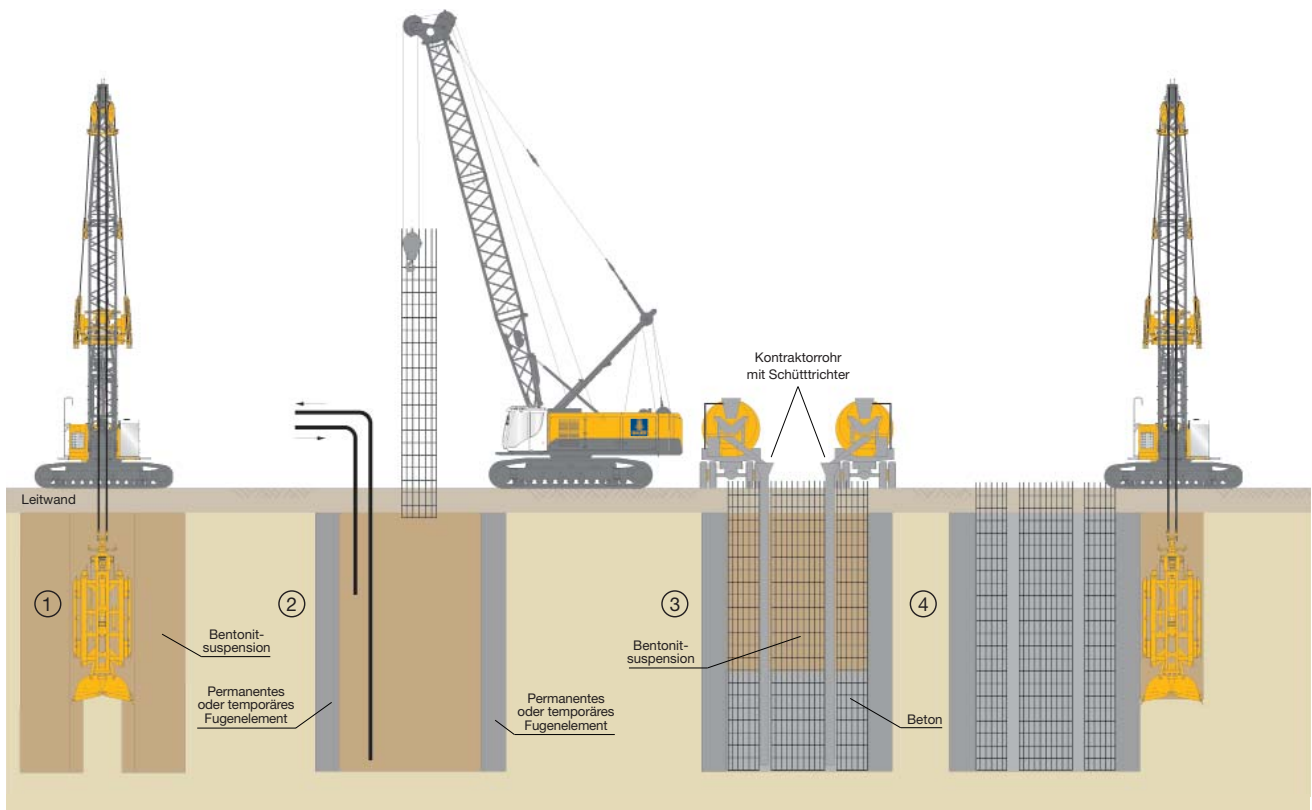 Kontraktorrohr
mit Schütttrichter
Leitwand
1
2
3
4
Bentonit-
suspension
Permanentes
oder temporäres
Fugenelement
Permanentes
oder temporäres
Fugenelement
Bentonit-
suspension
Beton